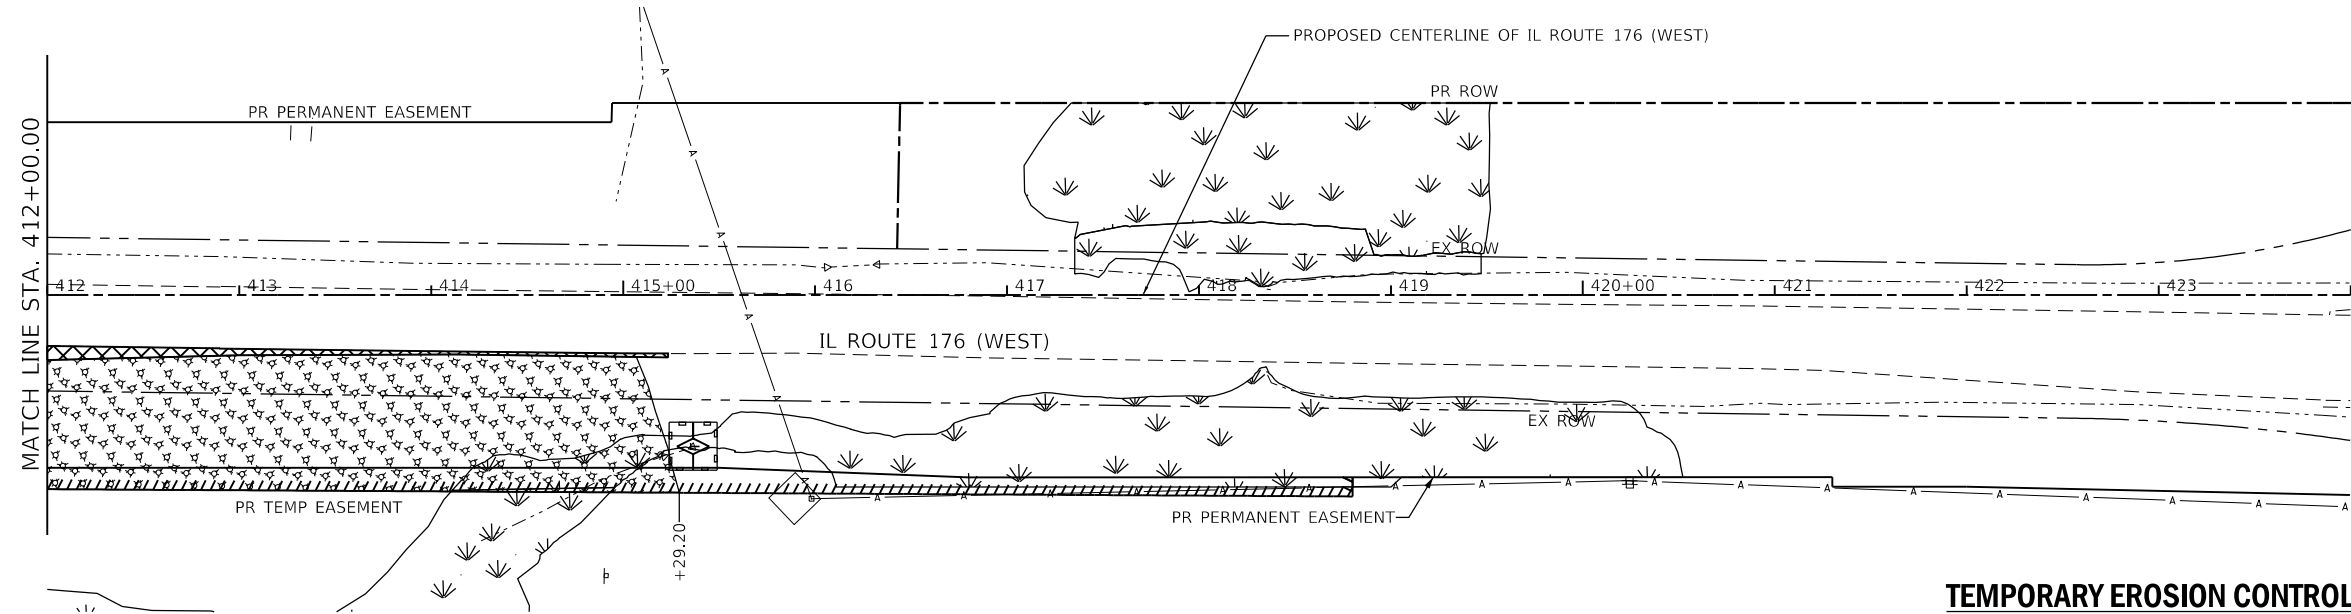 PROPOSED CENTERLINE OF IL ROUTE 176 (WEST)
PR ROW
PR PERMANENT EASEMENT
MATCH LINE STA. 412+00.00
EX ROW
412 413 414 415+00 416 417 418 419 420+00 421 422 423
IL ROUTE 176 (WEST)
EX ROW
PR TEMP EASEMENT
PR PERMANENT EASEMENT
+29.20
A A A A A A
A A A A A A A A A A A A A A A A A A
TEMPORARY EROSION CONTROL